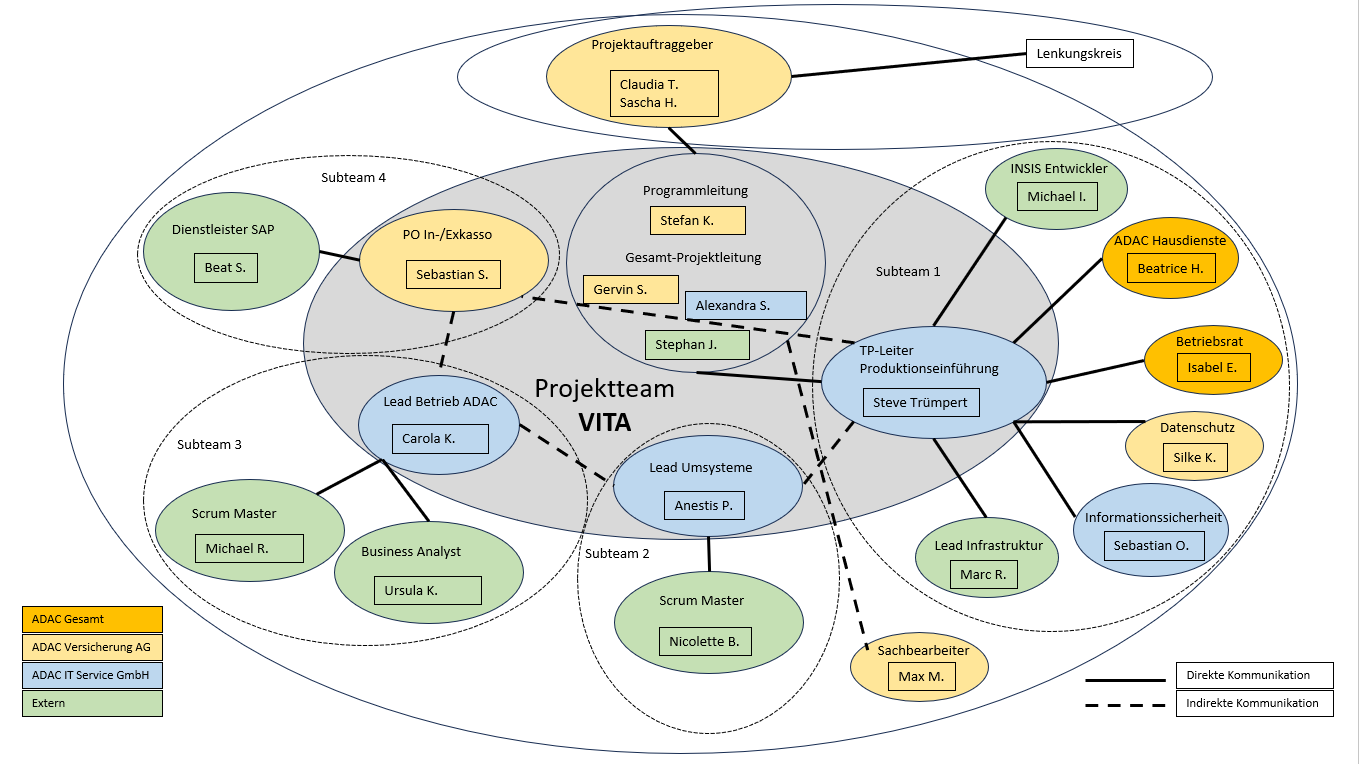 Projektauftraggeber
Claudia T.
Sascha H.
Lenkungskreis
Subteam 4
Dienstleister SAP
Beat S.
PO In-/Exkasso
Sebastian S.
Programmleitung
Stefan K.
Gesamt-Projektleitung
Gervin S.
Alexandra S.
Stephan J.
Subteam 1
INSIS Entwickler
Michael I.
ADAC Hausdienste
Beatrice H.
Betriebsrat
Isabel E.
TP-Leiter
Produktionseinführung
Steve Trümpert
Datenschutz
Silke K.
Informationssicherheit
Sebastian O.
Lead Infrastruktur
Marc R.
Projektteam
VITA
Lead Betrieb ADAC
Carola K.
Subteam 3
Scrum Master
Michael R.
Business Analyst
Ursula K.
Lead Umsysteme
Anestis P.
Subteam 2
Scrum Master
Nicolette B.
Sachbearbeiter
Max M.
ADAC Gesamt
ADAC Versicherung AG
ADAC IT Service GmbH
Extern
Direkte Kommunikation
Indirekte Kommunikation